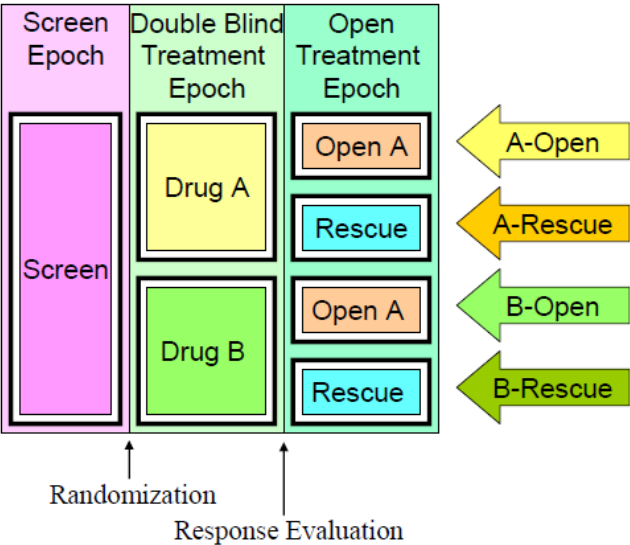 Screen
Epoch
Double Blind
Treatment
Epoch
Open
Treatment
Epoch
Screen
Drug A
Drug B
Open A
Rescue
Open A
Rescue
A-Open
A-Rescue
B-Open
B-Rescue
Randomization
Response Evaluation